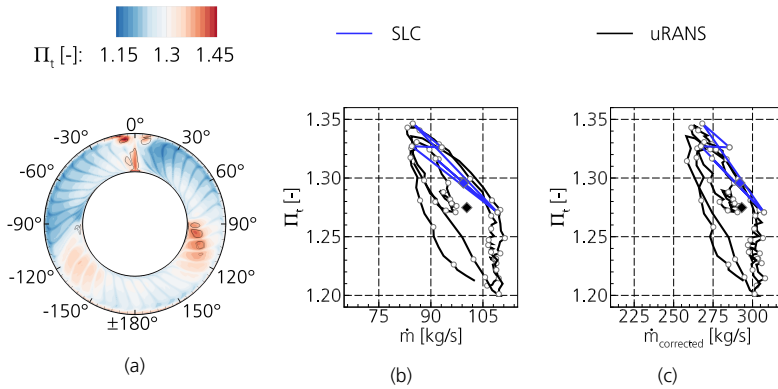 Π_t [-]: 1.15 1.3 1.45
SLC
uRANS
0°
-30° 30°
-60° 60°
-90° 90°
-120° 120°
-150° 150°
±180°
(a)
Π_t [-]
1.35
1.30
1.25
1.20
75 90 105
ṁ [kg/s]
(b)
Π_t [-]
1.35
1.30
1.25
1.20
225 250 275 300
ṁ_corrected [kg/s]
(c)